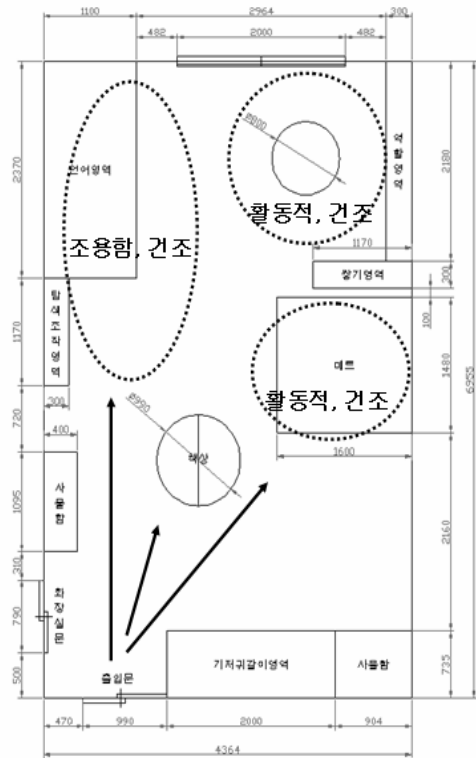 1100
2964
300
482
2000
482
2370
언어영역
조용함, 건조
ø800
활동적, 건조
역할영역
2180
1170
쌓기영역
300
100
탐색조작영역
1170
300
매트
활동적, 건조
1480
1600
6955
720
400
ø990
책상
사물함
1095
310
화장실문
790
500
2160
출입문
기저귀갈이영역
사물함
735
470
990
2000
904
4364